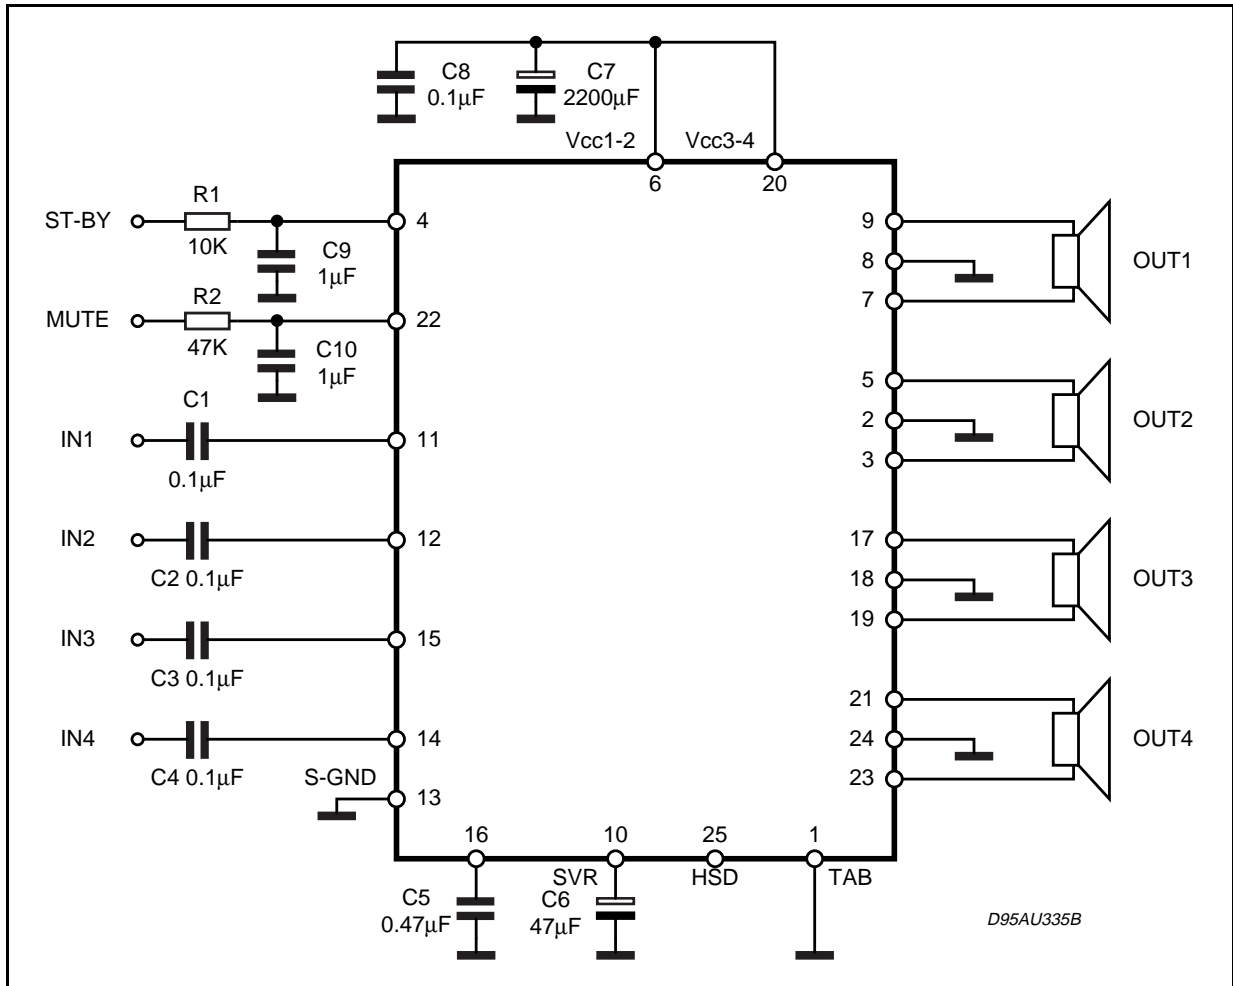 C8
0.1µF
C7
2200µF
Vcc1-2
Vcc3-4
6
20
ST-BY
R1
10K
4
C9
1µF
MUTE
R2
47K
22
C10
1µF
IN1
C1
0.1µF
11
IN2
C2 0.1µF
12
IN3
C3 0.1µF
15
IN4
C4 0.1µF
14
S-GND
13
9
8
7
OUT1
5
2
3
OUT2
17
18
19
OUT3
21
24
23
OUT4
16
10
25
1
SVR
HSD
TAB
C5
0.47µF
C6
47µF
D95AU335B